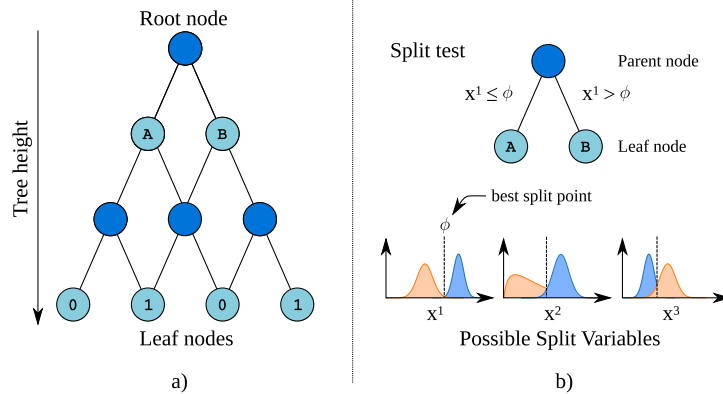 Root node
Tree height
A
B
0
1
0
1
Leaf nodes
a)
Split test
Parent node
x¹ ≤ ϕ
x¹ > ϕ
A
B
Leaf node
best split point
ϕ
x¹
x²
x³
Possible Split Variables
b)